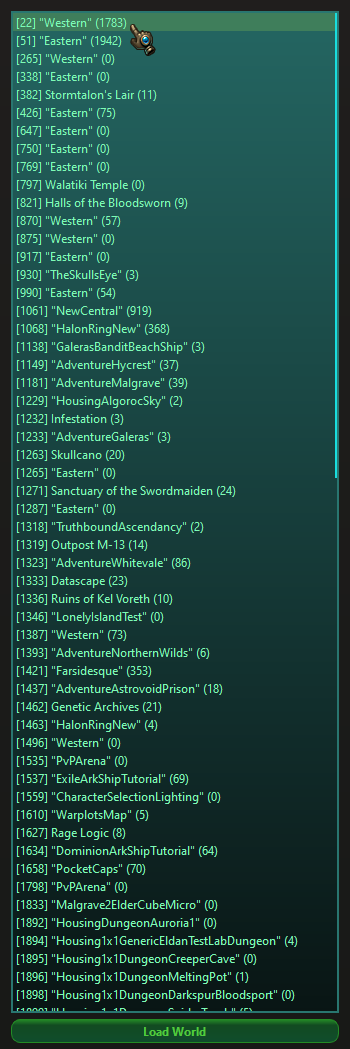 [22] "Western" (1783)
[51] "Eastern" (1942)
[265] "Western" (0)
[338] "Eastern" (0)
[382] Stormtalon's Lair (11)
[426] "Eastern" (75)
[647] "Eastern" (0)
[750] "Eastern" (0)
[769] "Eastern" (0)
[797] Walatiki Temple (0)
[821] Halls of the Bloodsworn (9)
[870] "Western" (57)
[875] "Western" (0)
[917] "Eastern" (0)
[930] "TheSkullsEye" (3)
[990] "Eastern" (54)
[1061] "NewCentral" (919)
[1068] "HalonRingNew" (368)
[1138] "GalerasBanditBeachShip" (3)
[1149] "AdventureHycrest" (37)
[1181] "AdventureMalgrave" (39)
[1229] "HousingAlgorocSky" (2)
[1232] Infestation (3)
[1233] "AdventureGaleras" (3)
[1263] Skullcano (20)
[1265] "Eastern" (0)
[1271] Sanctuary of the Swordmaiden (24)
[1287] "Eastern" (0)
[1318] "TruthboundAscendancy" (2)
[1319] Outpost M-13 (14)
[1323] "AdventureWhitevale" (86)
[1333] Datascape (23)
[1336] Ruins of Kel Voreth (10)
[1346] "LonelyIslandTest" (0)
[1387] "Western" (73)
[1393] "AdventureNorthernWilds" (6)
[1421] "Farsidesque" (353)
[1437] "AdventureAstrovoidPrison" (18)
[1462] Genetic Archives (21)
[1463] "HalonRingNew" (4)
[1496] "Western" (0)
[1535] "PvPArena" (0)
[1537] "ExileArkShipTutorial" (69)
[1559] "CharacterSelectionLighting" (0)
[1610] "WarplotsMap" (5)
[1627] Rage Logic (8)
[1634] "DominionArkShipTutorial" (64)
[1658] "PocketCaps" (70)
[1798] "PvPArena" (0)
[1833] "Malgrave2ElderCubeMicro" (0)
[1892] "HousingDungeonAuroria1" (0)
[1894] "Housing1x1GenericEldanTestLabDungeon" (4)
[1895] "Housing1x1DungeonCreeperCave" (0)
[1896] "Housing1x1DungeonMeltingPot" (1)
[1898] "Housing1x1DungeonDarkspurBloodsport" (0)
Load World